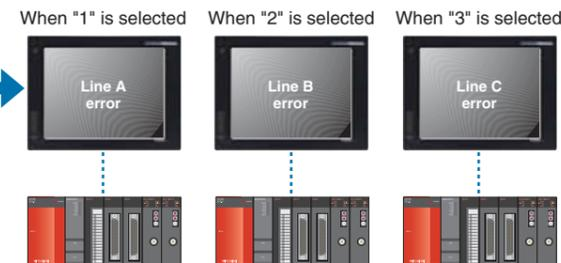 When "1" is selected
When "2" is selected
When "3" is selected
Line A
error
Line B
error
Line C
error